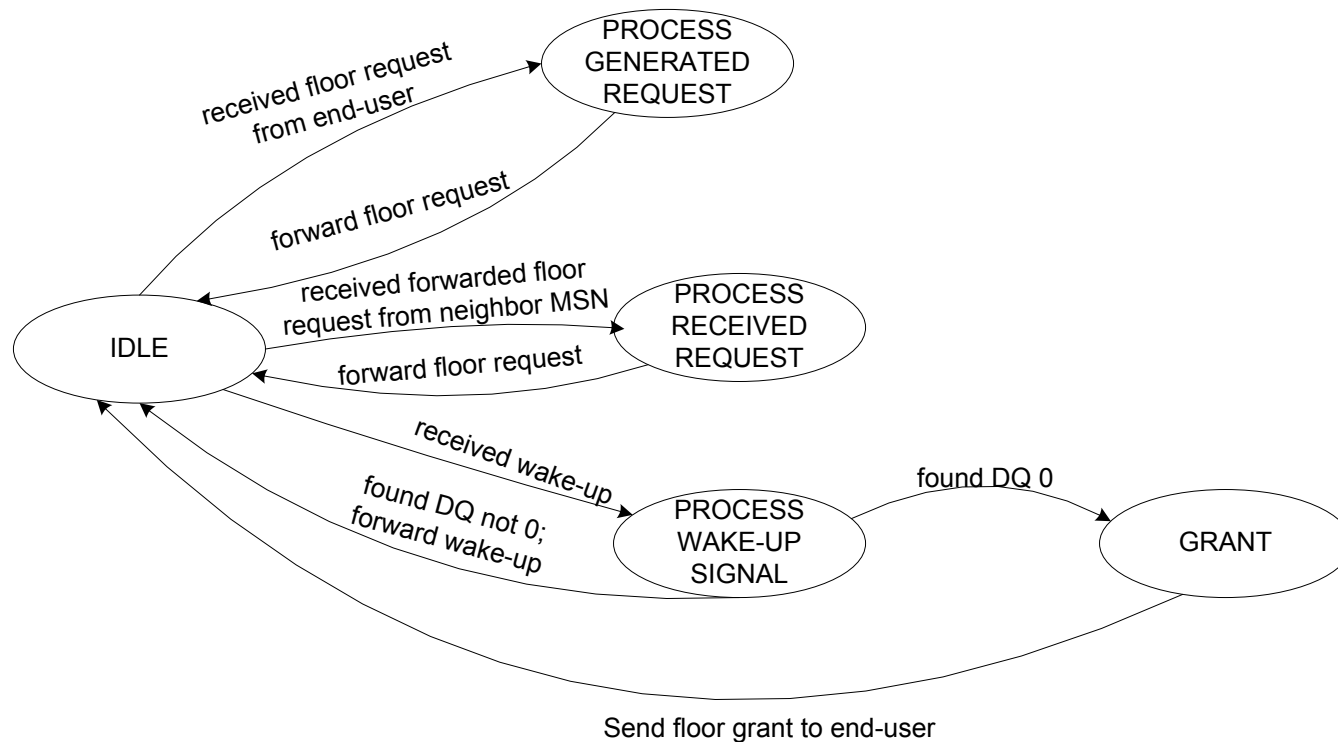 PROCESS
GENERATED
REQUEST
received floor request
from end-user
forward floor request
received forwarded floor
request from neighbor MSN
PROCESS
RECEIVED
REQUEST
IDLE
forward floor request
received wake-up
found DQ not 0;
forward wake-up
PROCESS
WAKE-UP
SIGNAL
found DQ 0
GRANT
Send floor grant to end-user